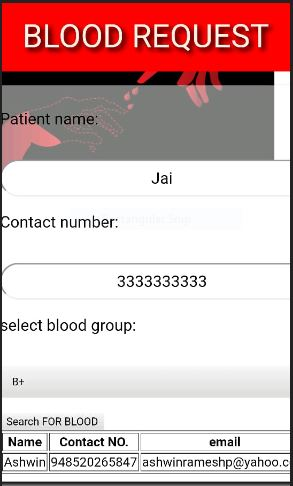 BLOOD REQUEST
Patient name:
Jai
Contact number:
3333333333
select blood group:
B+
Search FOR BLOOD
Name Contact NO. email
Ashwin 948520265847 ashwinrameshp@yahoo.c